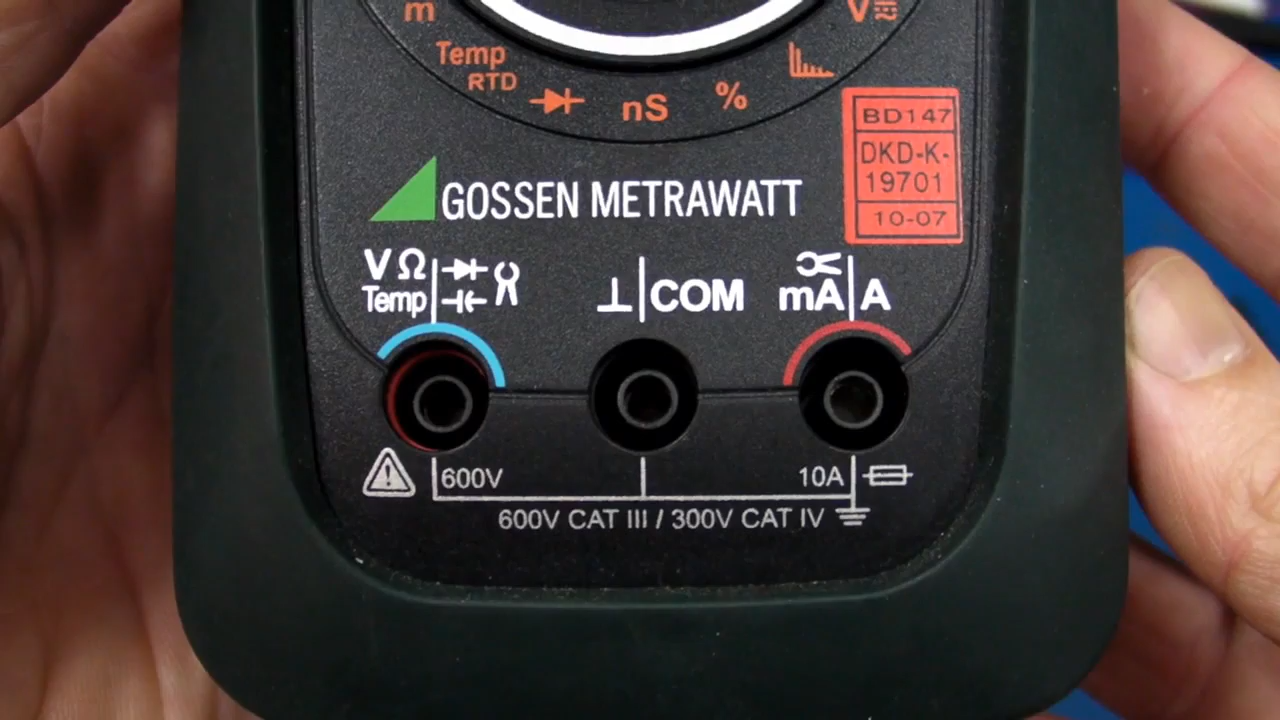 m
V
Temp
RTD
nS
%
BD147
DKD-K-
19701
10-07
GOSSEN METRAWATT
V Ω
Temp
COM
mA A
600V
10A
600V CAT III / 300V CAT IV